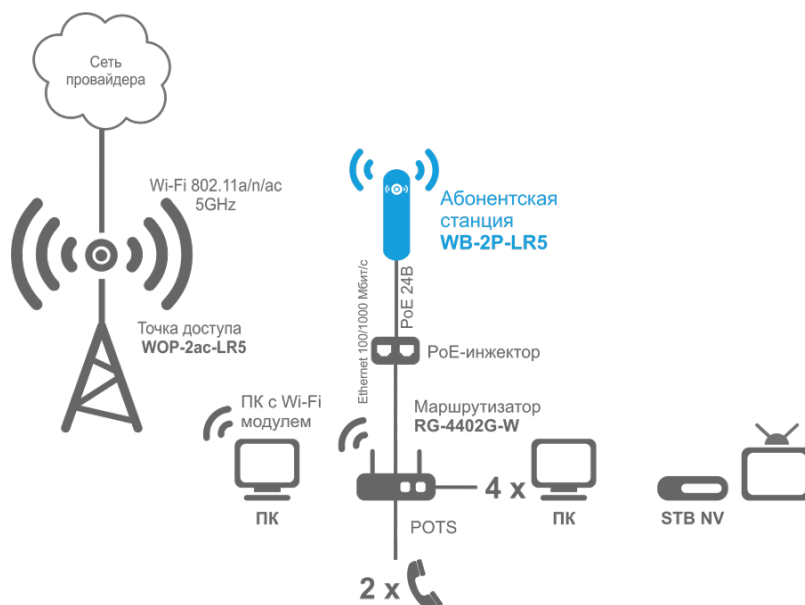 Сеть
провайдера
Wi-Fi 802.11a/n/ac
5GHz
Точка доступа
WOP-2ac-LR5
Абонентская
станция
WB-2P-LR5
Ethernet 100/1000 Мбит/с
PoE 24В
PoE-инжектор
ПК с Wi-Fi
модулем
ПК
Маршрутизатор
RG-4402G-W
4 x
ПК
STB NV
POTS
2 x